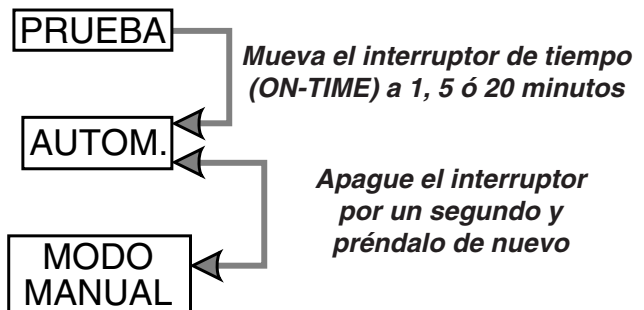 PRUEBA
Mueva el interruptor de tiempo
(ON-TIME) a 1, 5 ó 20 minutos
AUTOM.
Apague el interruptor
por un segundo y
préndalo de nuevo
MODO
MANUAL